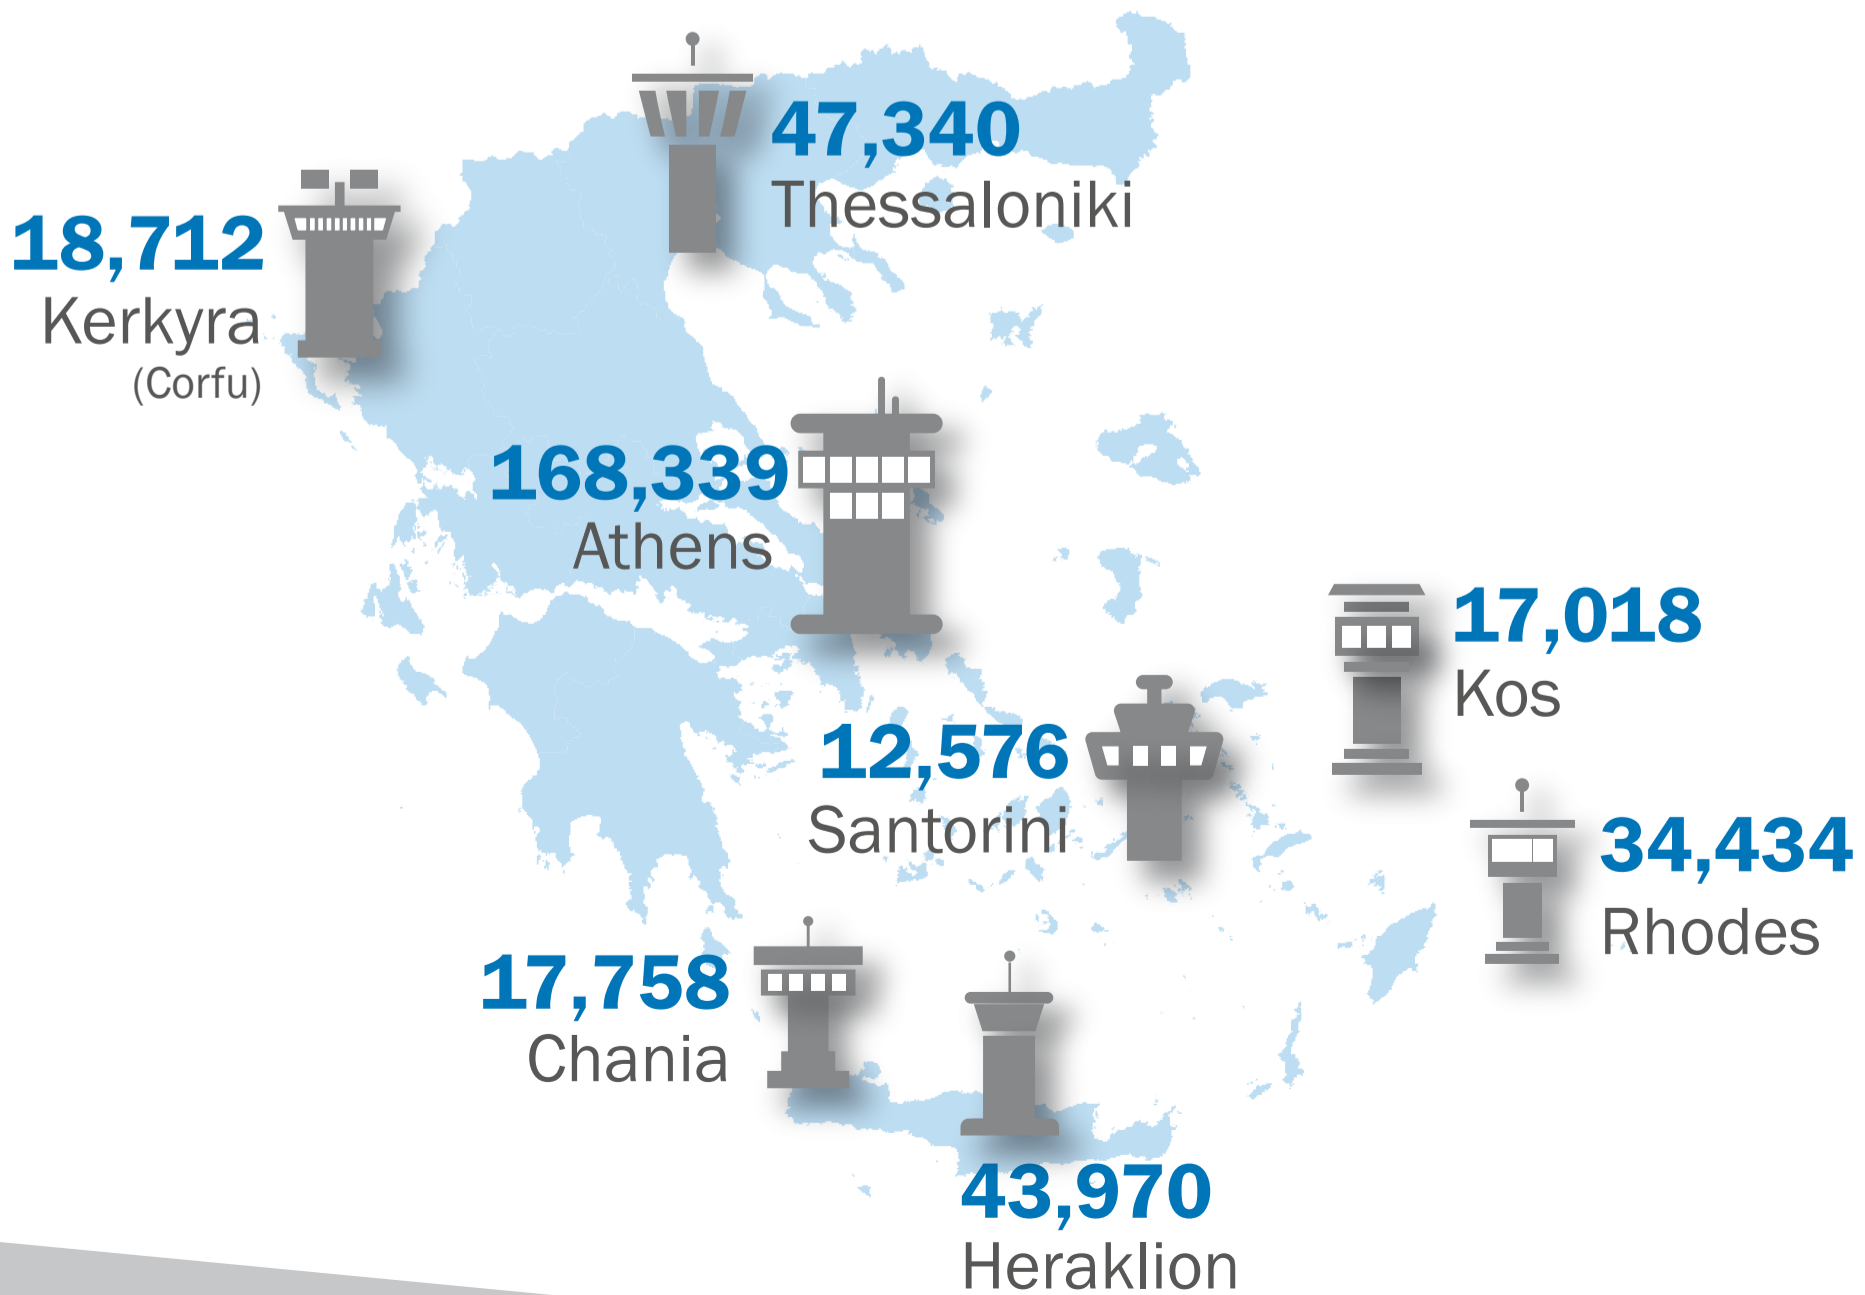 47,340
Thessaloniki
18,712
Kerkyra
(Corfu)
168,339
Athens
17,018
Kos
12,576
Santorini
34,434
Rhodes
17,758
Chania
43,970
Heraklion